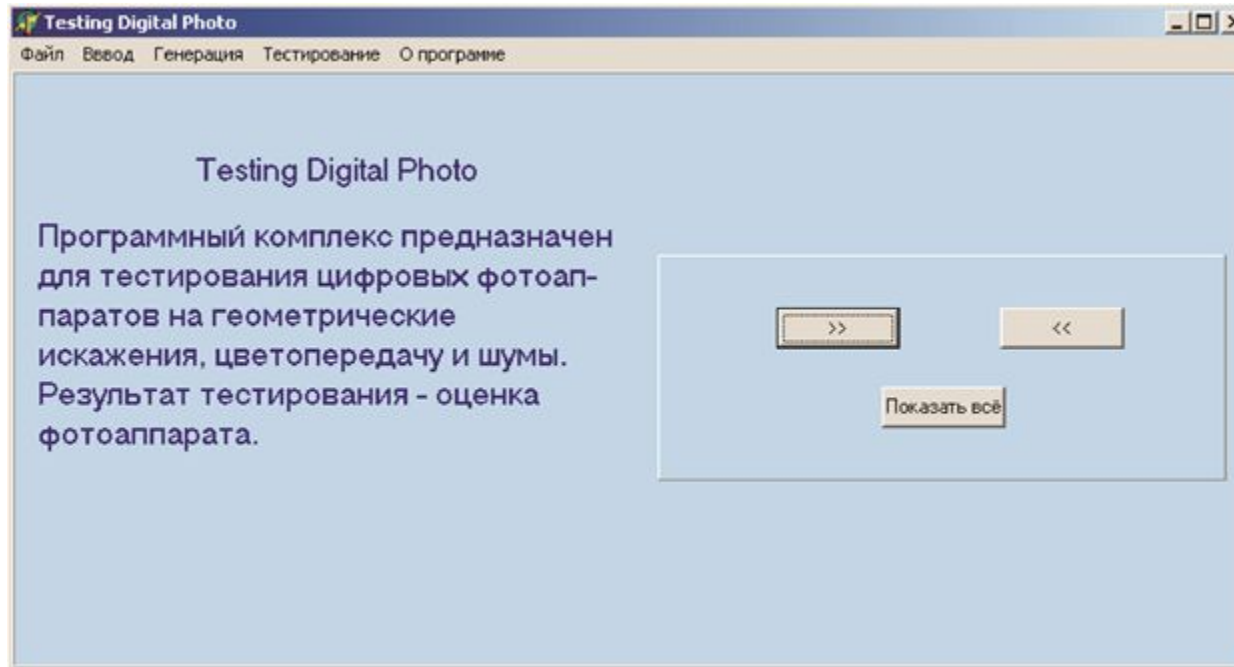 Testing Digital Photo
Файл Ввод Генерация Тестирование О програме
Testing Digital Photo
Программный комплекс предназначен
для тестирования цифровых фотоап-
паратов на геометрические
искажения, цветопередачу и шумы.
Результат тестирования - оценка
фотоаппарата.
>> <<
Показать всё